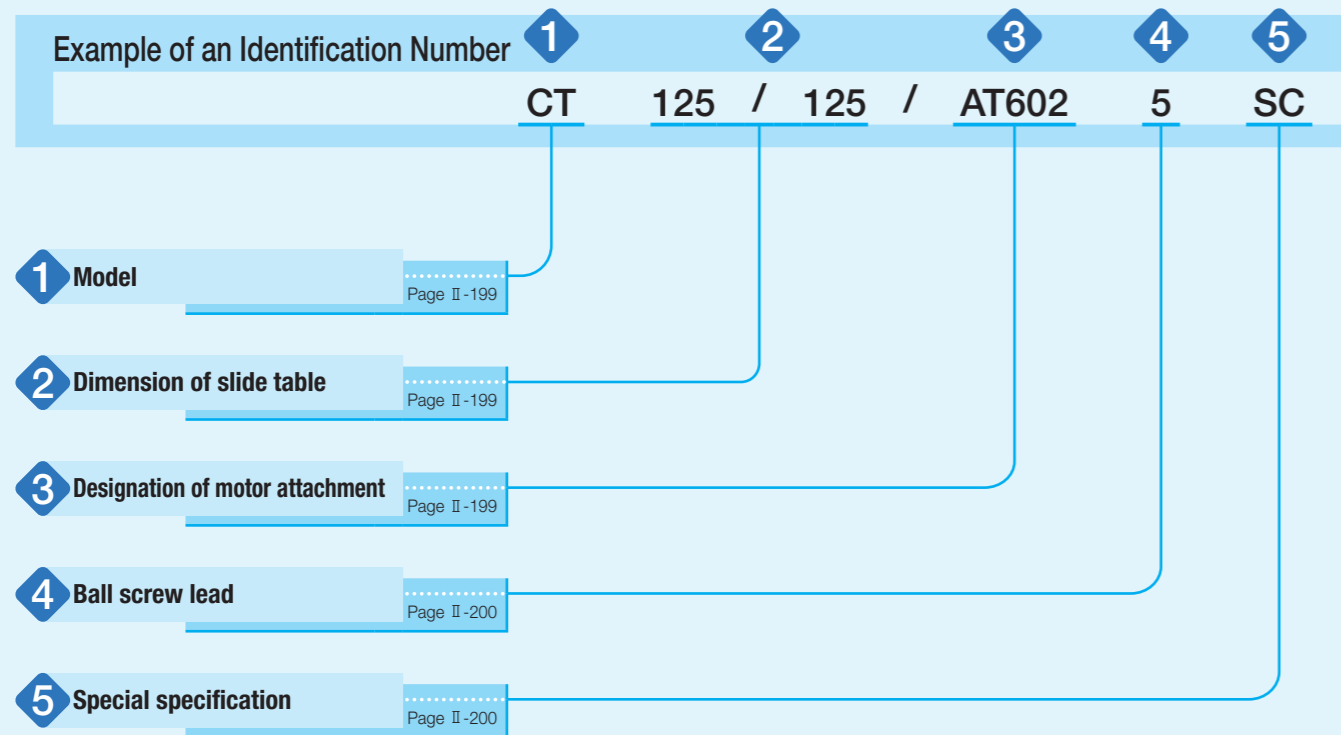 Example of an Identification Number 1 2 3 4 5
CT 125 / 125 / AT602 5 SC
1 Model
Page Ⅱ-199
2 Dimension of slide table
Page Ⅱ-199
3 Designation of motor attachment
Page Ⅱ-199
4 Ball screw lead
Page Ⅱ-200
5 Special specification
Page Ⅱ-200